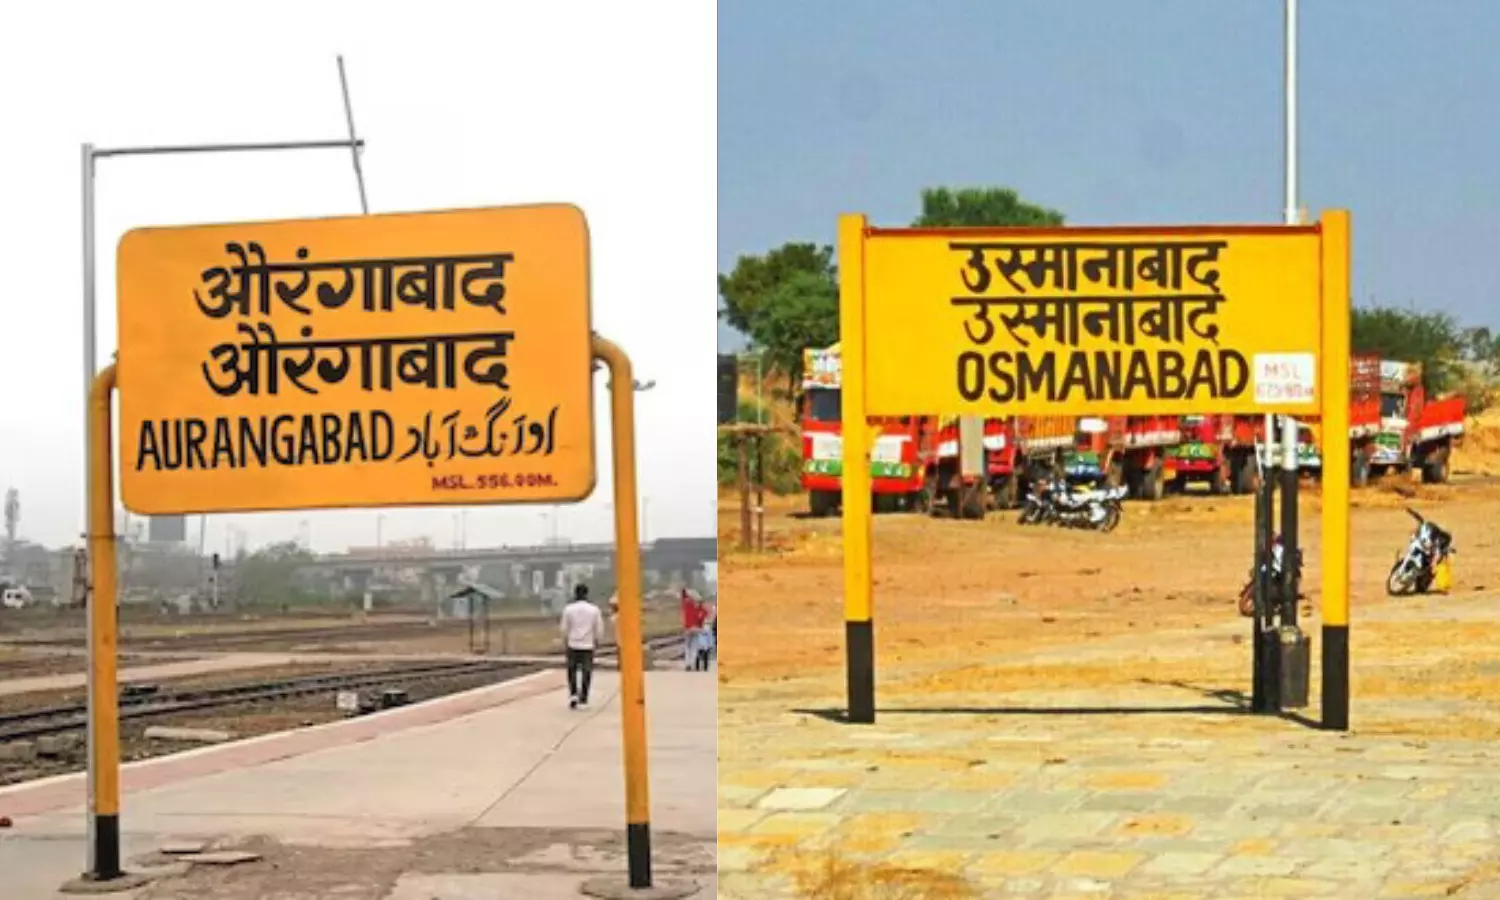 औरंगाबाद
औरंगाबाद
AURANGABAD اورنگ آباد
MSL.556.00M.
उस्मानाबाद
उस्मानाबाद
OSMANABAD
MSL